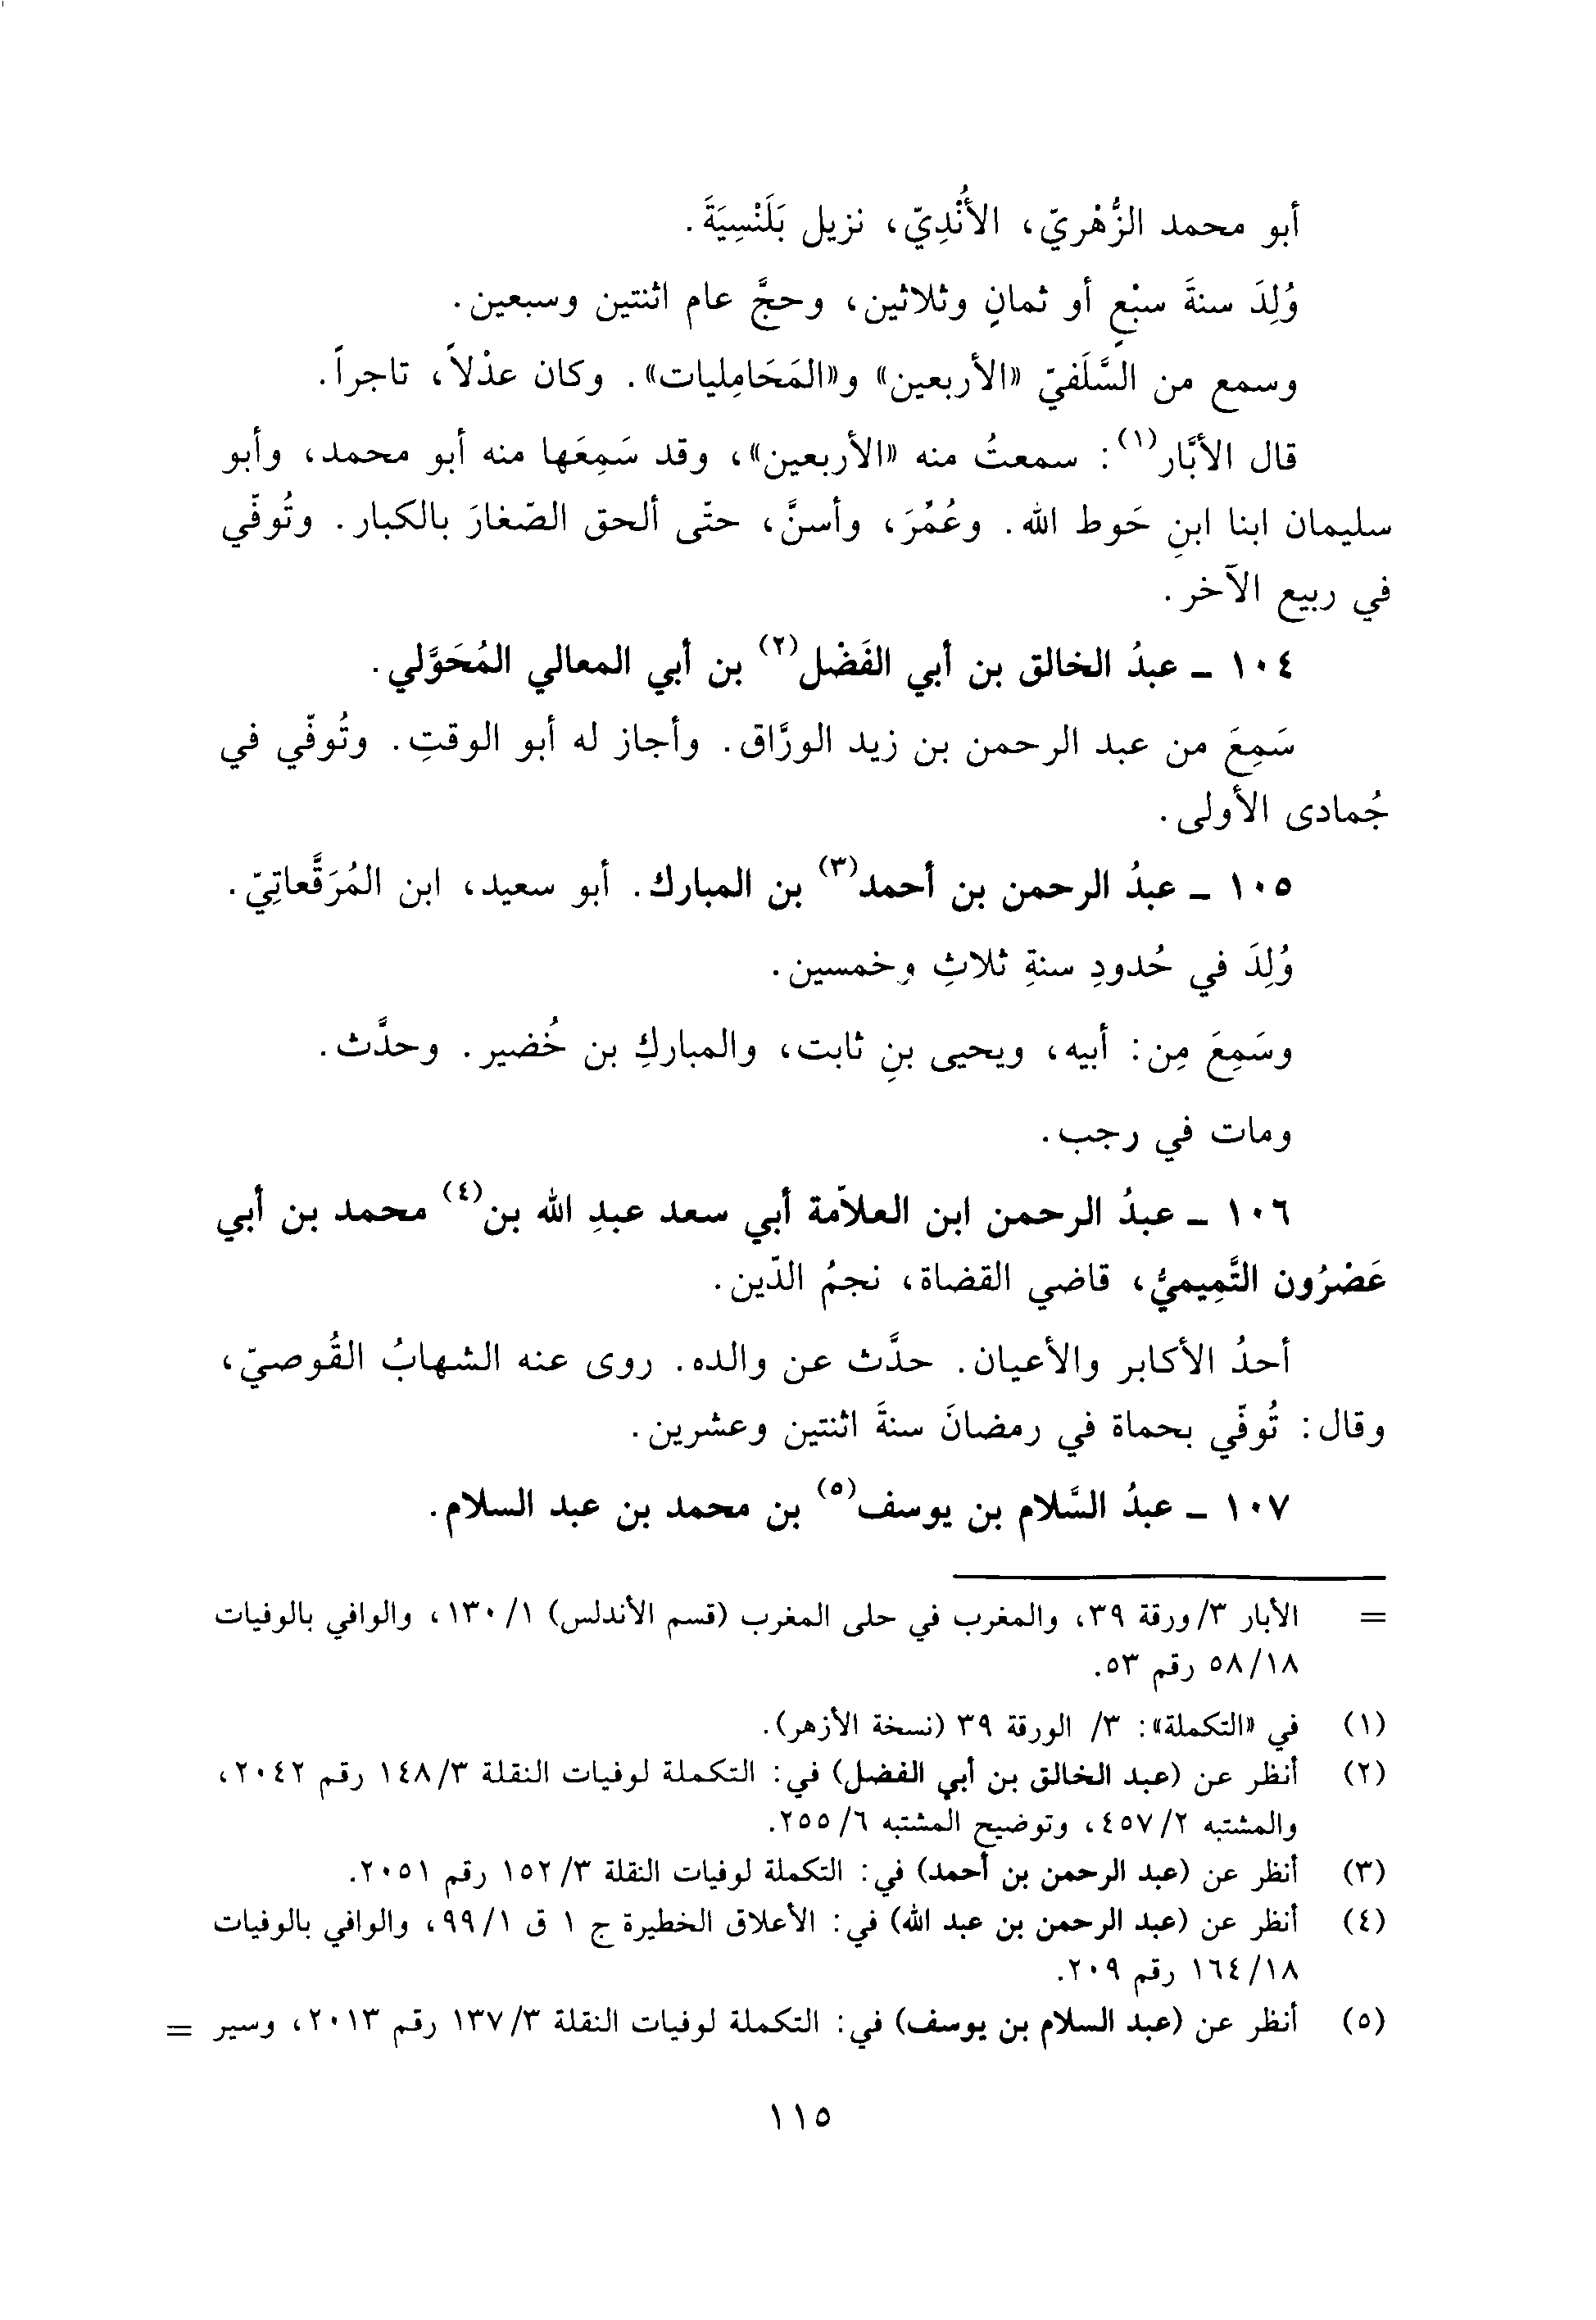 أبو محمد الزُّهْريّ، الأُنْدِيّ، نزيل بَلَنْسِيَةَ.
وُلِدَ سنةَ سبْعٍ أو ثمانٍ وثلاثين، وحجَّ عام اثنتين وسبعين.
وسمع من السَّلَفيّ «الأربعين» و«المَحَامِليات». وكان عدْلاً، تاجراً.
قال الأبَّار(١): سمعتُ منه «الأربعين»، وقد سَمِعَها منه أبو محمد، وأبو
سليمان ابنا ابنِ حَوط الله. وعُمِّرَ، وأسنَّ، حتّى ألحق الصّغارَ بالكبار. وتُوفّي
في ربيع الآخر.
١٠٤ ـ عبدُ الخالق بن أبي الفَضْل(٢) بن أبي المعالي المُحَوَّلي.
سَمِعَ من عبد الرحمن بن زيد الورَّاق. وأجاز له أبو الوقتِ. وتُوفّي في
جُمادى الأولى.
١٠٥ ـ عبدُ الرحمن بن أحمد(٣) بن المبارك. أبو سعيد، ابن المُرَقَّعاتِيّ.
وُلِدَ في حُدودِ سنةِ ثلاثِ وخمسين.
وسَمِعَ مِن: أبيه، ويحيى بنِ ثابت، والمباركِ بن خُضير. وحدَّث.
ومات في رجب.
١٠٦ ـ عبدُ الرحمن ابن العلاّمة أبي سعد عبدِ الله بن(٤) محمد بن أبي
عَصْرُون التَّمِيميُّ، قاضي القضاة، نجمُ الدّين.
أحدُ الأكابر والأعيان. حدَّث عن والده. روى عنه الشهابُ القُوصيّ،
وقال: تُوفّي بحماة في رمضانَ سنةَ اثنتين وعشرين.
١٠٧ ـ عبدُ السَّلام بن يوسف(٥) بن محمد بن عبد السلام.
= الأبار ٣/ورقة ٣٩، والمغرب في حلى المغرب (قسم الأندلس) ١/١٣٠، والوافي بالوفيات
١٨/٥٨ رقم ٥٣.
(١) في «التكملة»: ٣/ الورقة ٣٩ (نسخة الأزهر).
(٢) أنظر عن (عبد الخالق بن أبي الفضل) في: التكملة لوفيات النقلة ٣/١٤٨ رقم ٢٠٤٢،
والمشتبه ٢/٤٥٧، وتوضيح المشتبه ٦/٢٥٥.
(٣) أنظر عن (عبد الرحمن بن أحمد) في: التكملة لوفيات النقلة ٣/١٥٢ رقم ٢٠٥١.
(٤) أنظر عن (عبد الرحمن بن عبد الله) في: الأعلاق الخطيرة ج ١ ق ١/٩٩، والوافي بالوفيات
١٨/١٦٤ رقم ٢٠٩.
(٥) أنظر عن (عبد السلام بن يوسف) في: التكملة لوفيات النقلة ٣/١٣٧ رقم ٢٠١٣، وسير =
١١٥